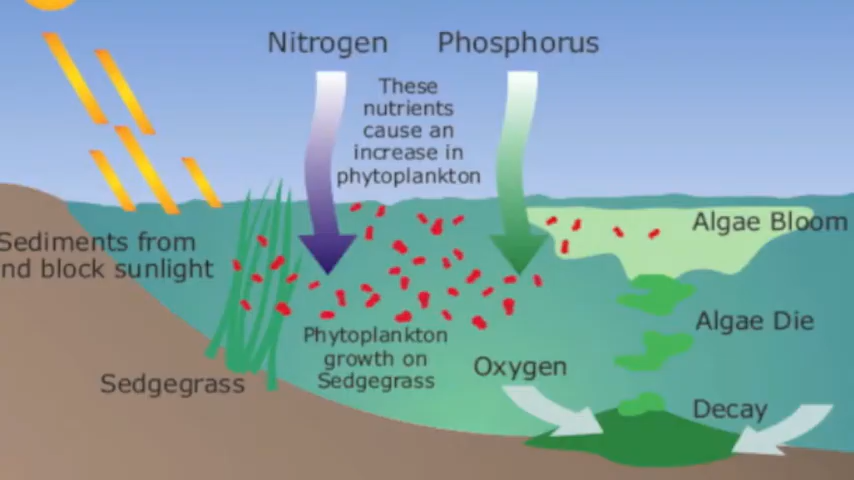 Nitrogen
Phosphorus
These
nutrients
cause an
increase in
phytoplankton
Sediments from
nd block sunlight
Algae Bloom
Algae Die
Phytoplankton
growth on
Sedgegrass
Oxygen
Sedgegrass
Decay